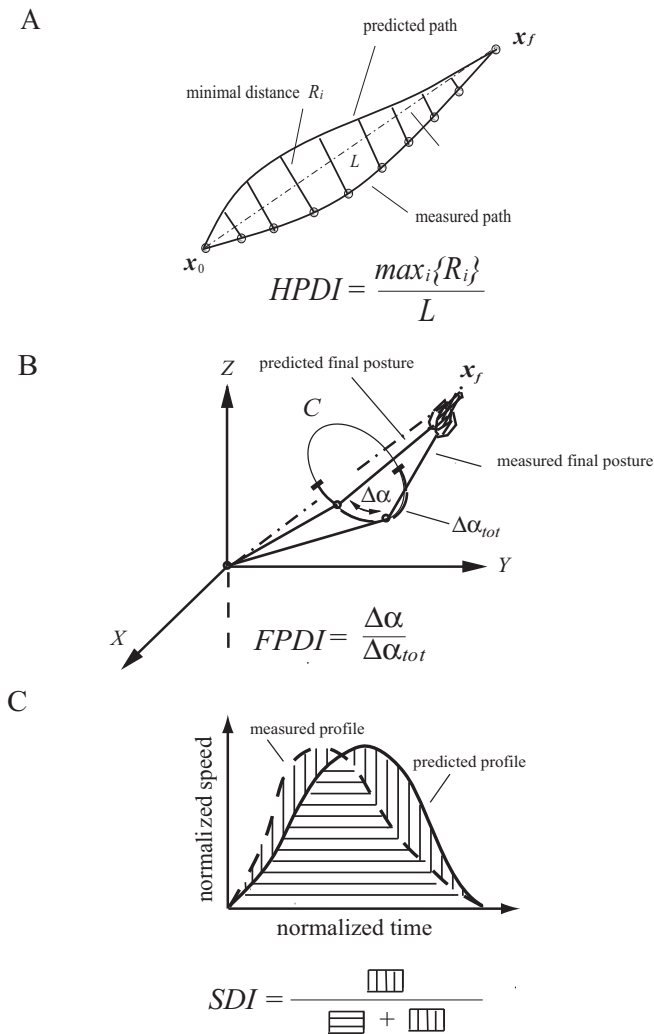 A
predicted path
x_f
minimal distance R_i
L
measured path
x_0
HPDI = max_i{R_i} / L
B
Z
predicted final posture
x_f
C
measured final posture
Δα
Δα_tot
Y
X
FPDI = Δα / Δα_tot
C
measured profile
predicted profile
normalized speed
normalized time
SDI = +